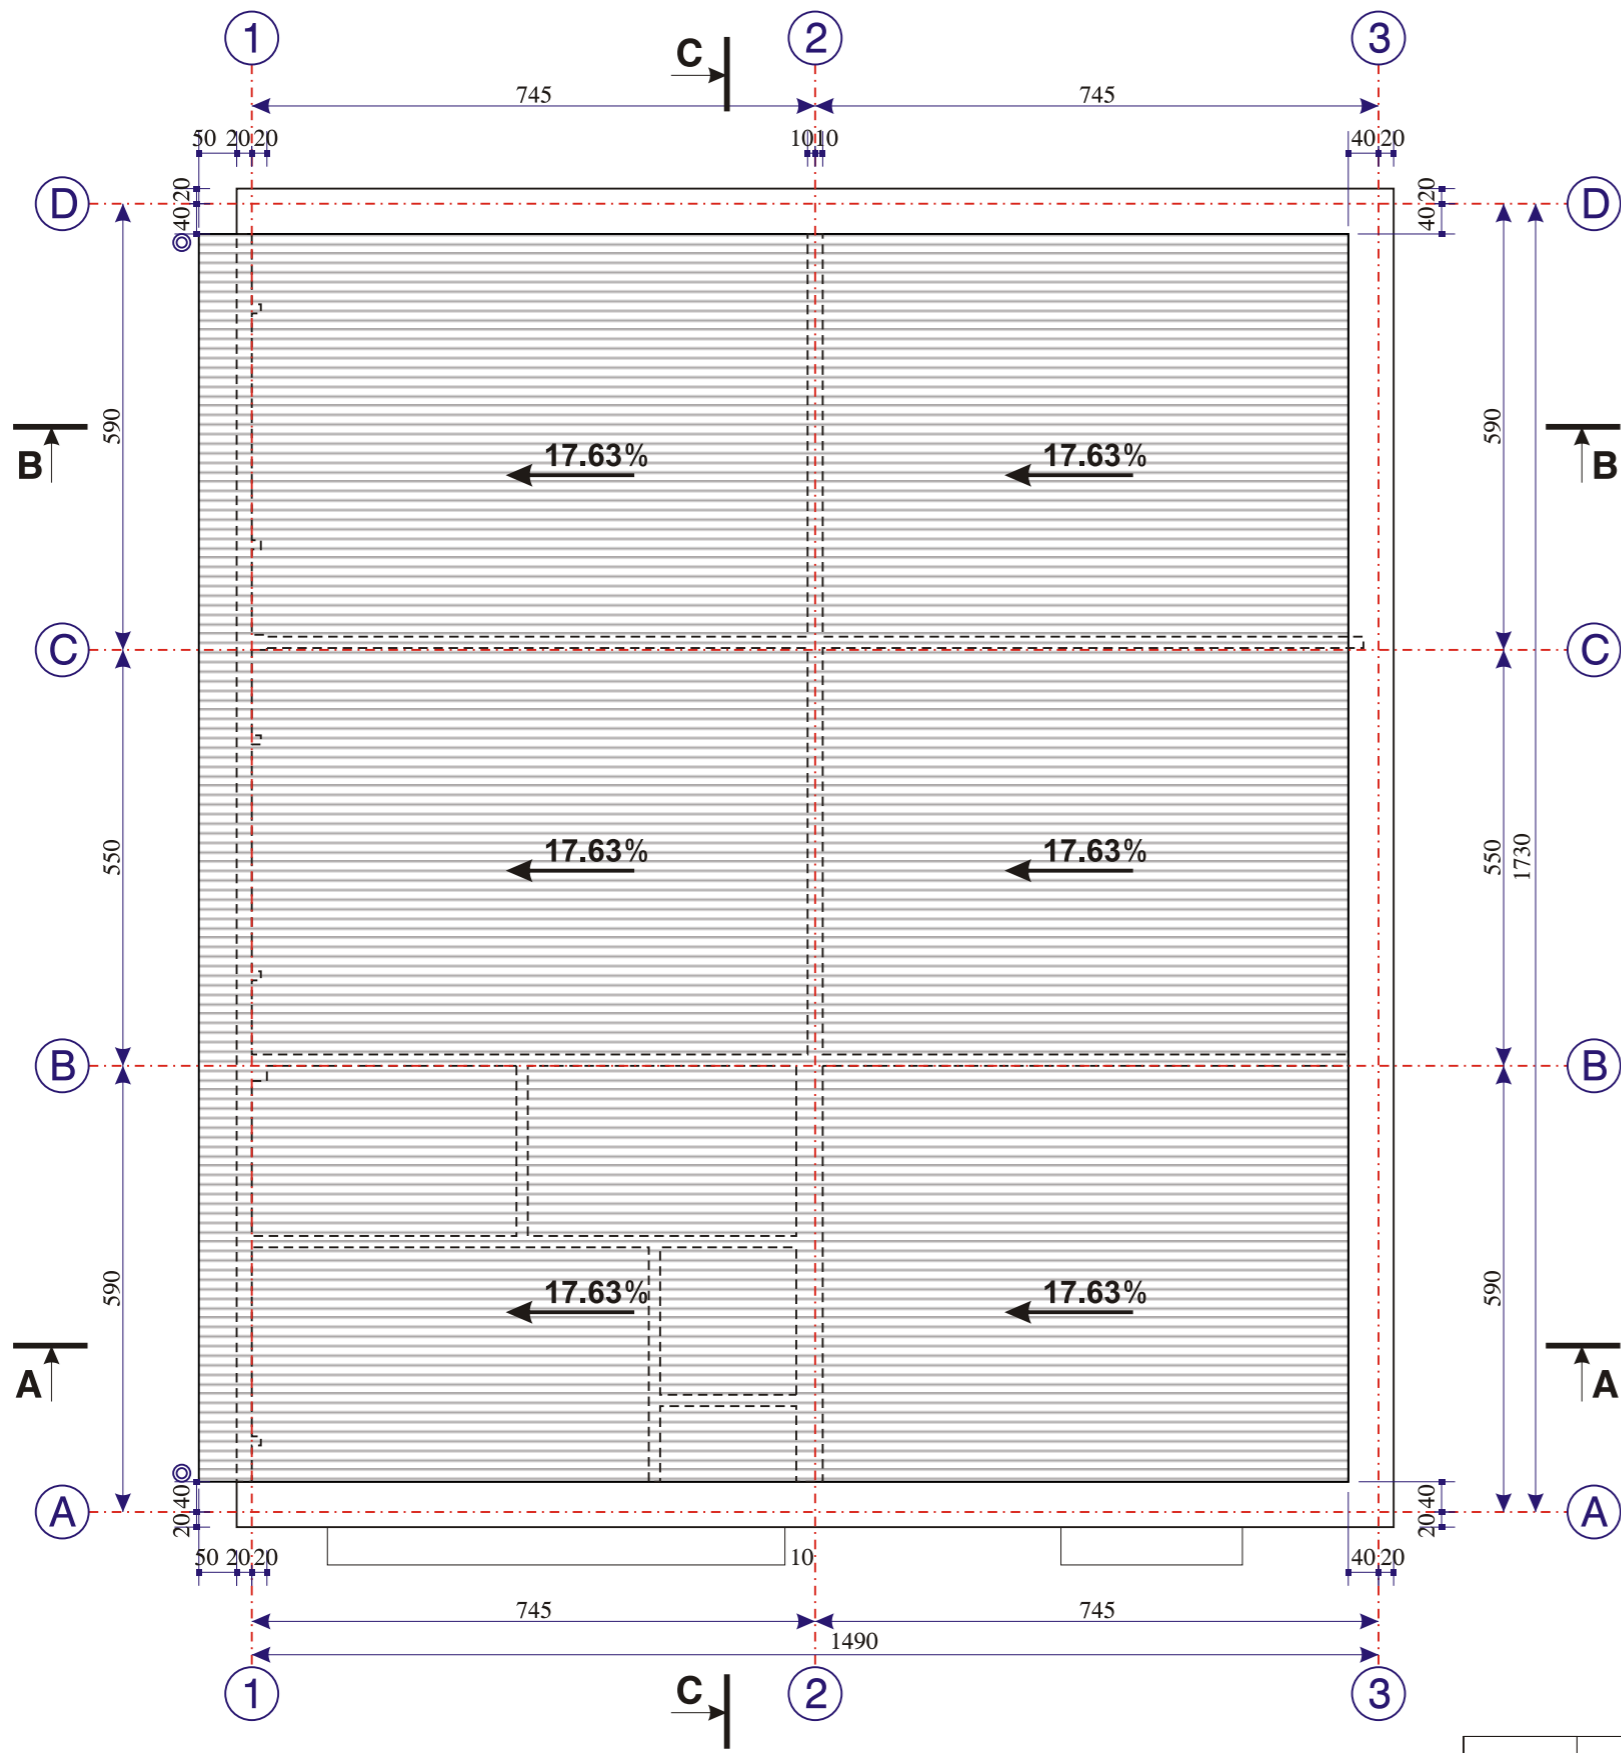 1 2 3
C
745 745
50 20 20 10 10 40 20
D 40 20 40 20 D
590 590
B B
17.63% 17.63%
C C
550 550 1730
17.63% 17.63%
B B
590 590
17.63% 17.63%
A A
A 20 40 20 40 A
50 20 20 10 40 20
745 745
1490
1 C 2 3